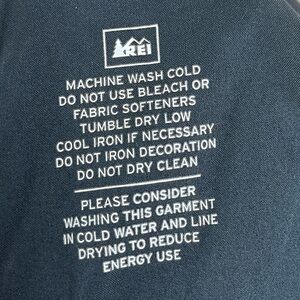 REI
MACHINE WASH COLD
DO NOT USE BLEACH OR
FABRIC SOFTENERS
TUMBLE DRY LOW
COOL IRON IF NECESSARY
DO NOT IRON DECORATION
DO NOT DRY CLEAN
PLEASE CONSIDER
WASHING THIS GARMENT
IN COLD WATER AND LINE
DRYING TO REDUCE
ENERGY USE